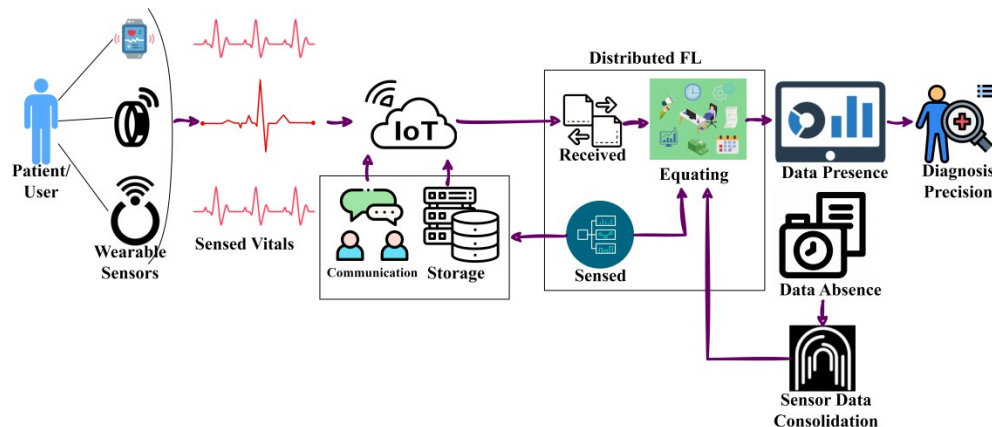 Distributed FL
IoT
Received
Equating
Data Presence
Diagnosis
Precision
Patient/
User
Wearable
Sensors
Sensed Vitals
Communication
Storage
Sensed
Data Absence
Sensor Data
Consolidation